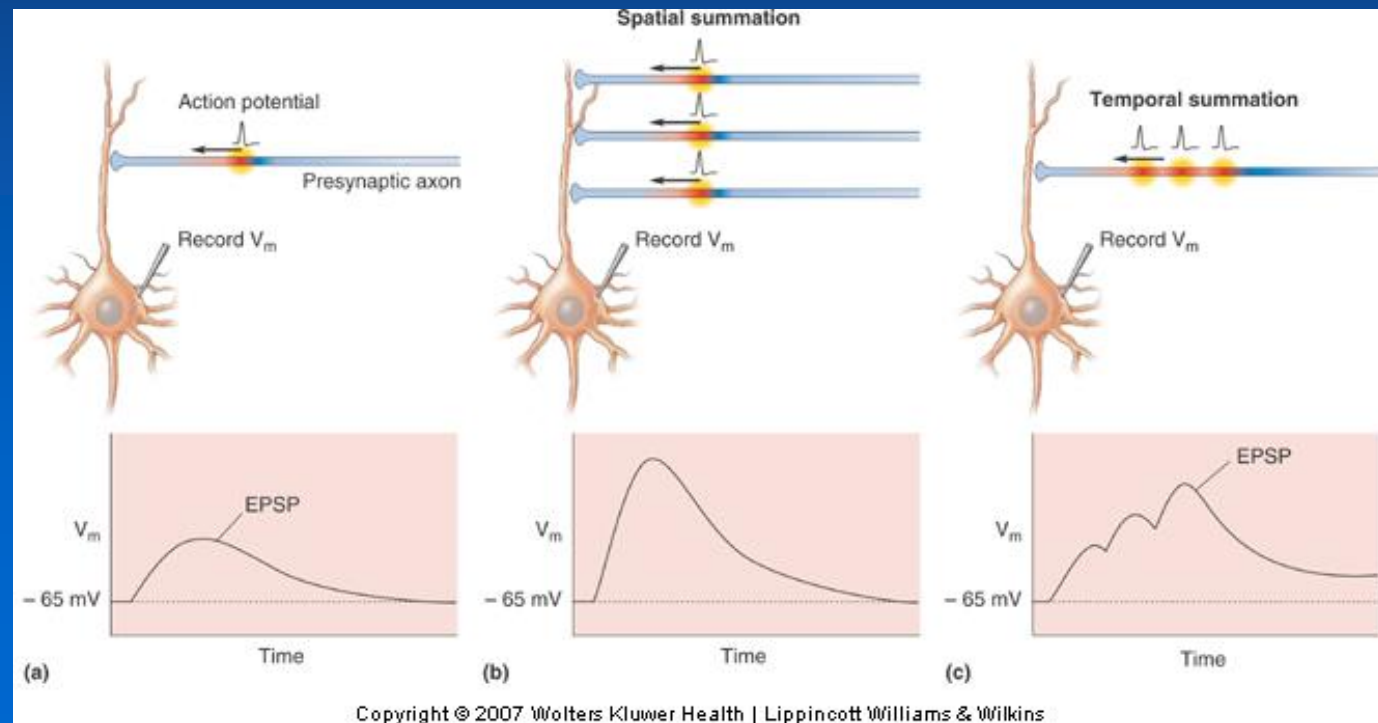 Spatial summation
Action potential
Presynaptic axon
Temporal summation
Record Vm
Record Vm
Record Vm
EPSP
Vm
– 65 mV
Time
(a)
Vm
– 65 mV
Time
(b)
EPSP
Vm
– 65 mV
Time
(c)
Copyright © 2007 Wolters Kluwer Health | Lippincott Williams & Wilkins